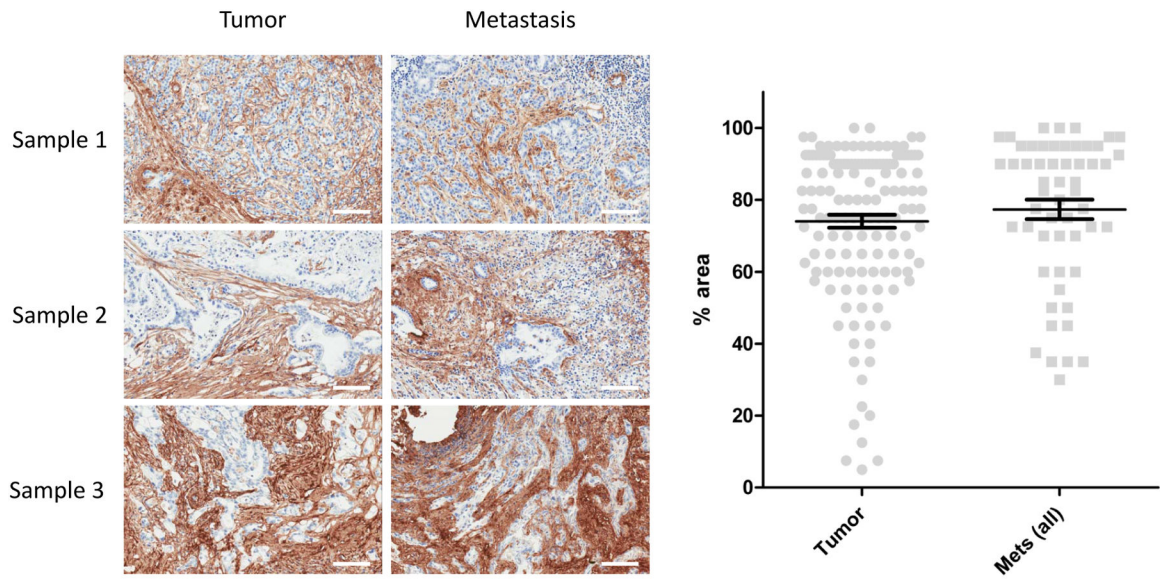 Tumor
Metastasis
Sample 1
Sample 2
Sample 3
% area
100
80
60
40
20
0
Tumor
Mets (all)